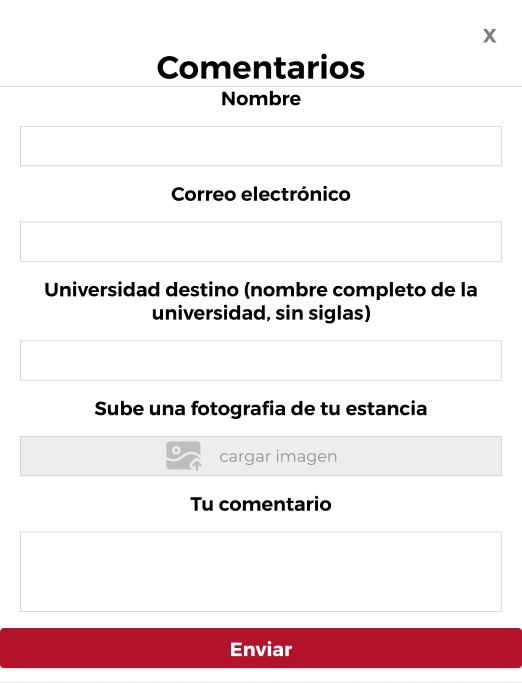 X
Comentarios
Nombre
Correo electrónico
Universidad destino (nombre completo de la
universidad, sin siglas)
Sube una fotografia de tu estancia
cargar imagen
Tu comentario
Enviar